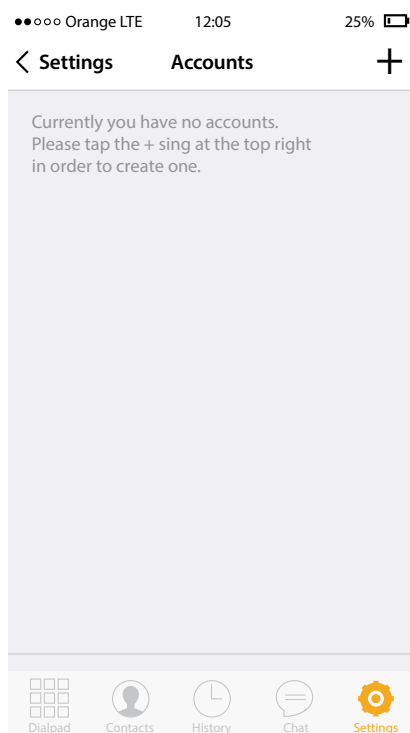 Orange LTE 12:05 25%
Settings Accounts +
Currently you have no accounts.
Please tap the + sing at the top right
in order to create one.
Dialpad Contacts History Chat Settings